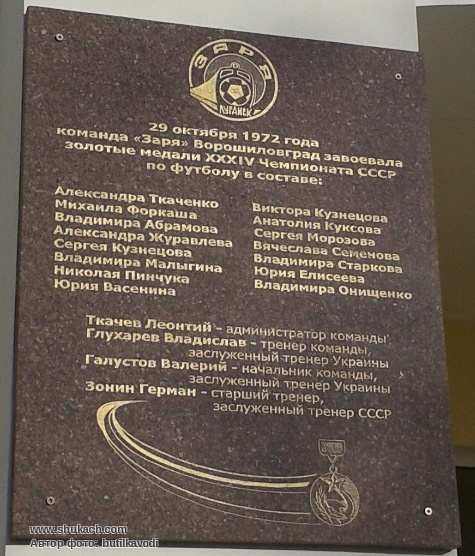 ЗАРЯ
ЛУГАНСК
29 октября 1972 года
команда «Заря» Ворошиловград завоевала
золотые медали XXXIV Чемпионата СССР
по футболу в составе:
Александра Ткаченко
Михаила Форкаша
Владимира Абрамова
Александра Журавлева
Сергея Кузнецова
Владимира Малыгина
Николая Пинчука
Юрия Васенина
Виктора Кузнецова
Анатолия Куксова
Сергея Морозова
Вячеслава Семенова
Владимира Старкова
Юрия Елисеева
Владимира Онищенко
Ткачев Леонтий – администратор команды,
Глухарев Владислав – тренер команды,
заслуженный тренер Украины
Галустов Валерий – начальник команды,
заслуженный тренер Украины
Зонин Герман – старший тренер,
заслуженный тренер СССР
www.shukach.com
Автор фото: butilkavodi